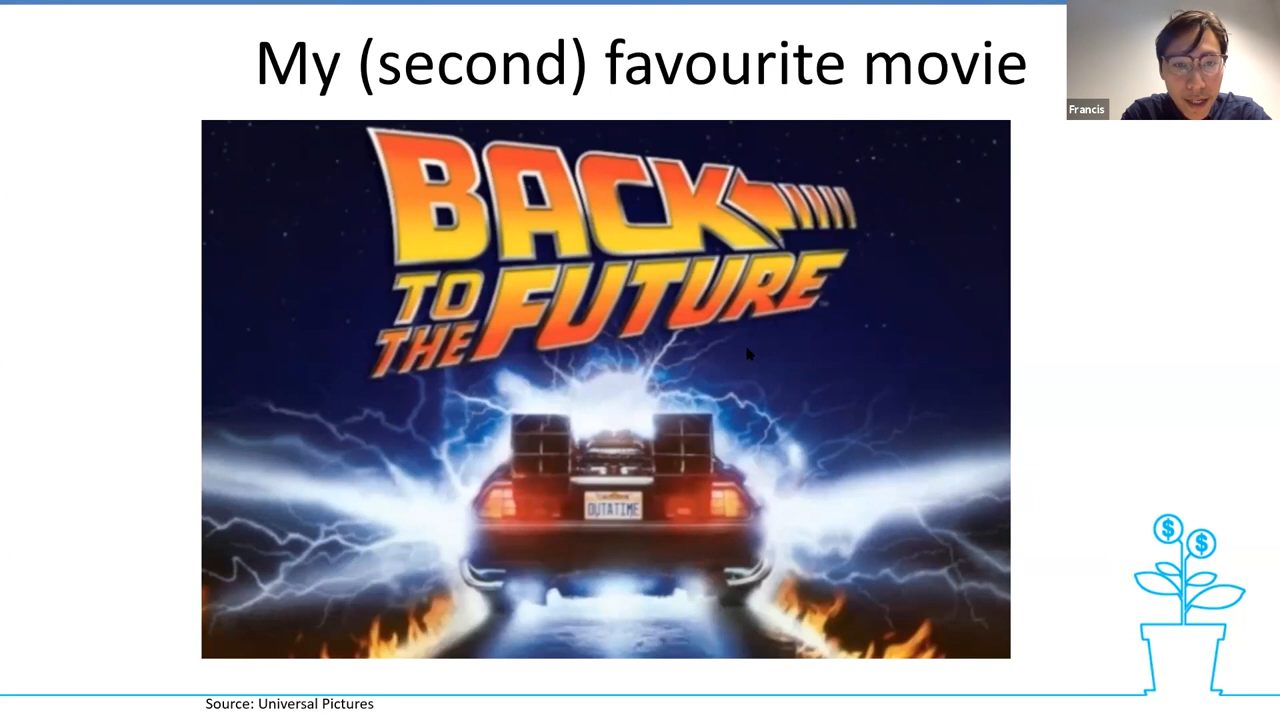 My (second) favourite movie
Francis
BACK
TO
THE FUTURE
OUTATIME
$
$
Source: Universal Pictures